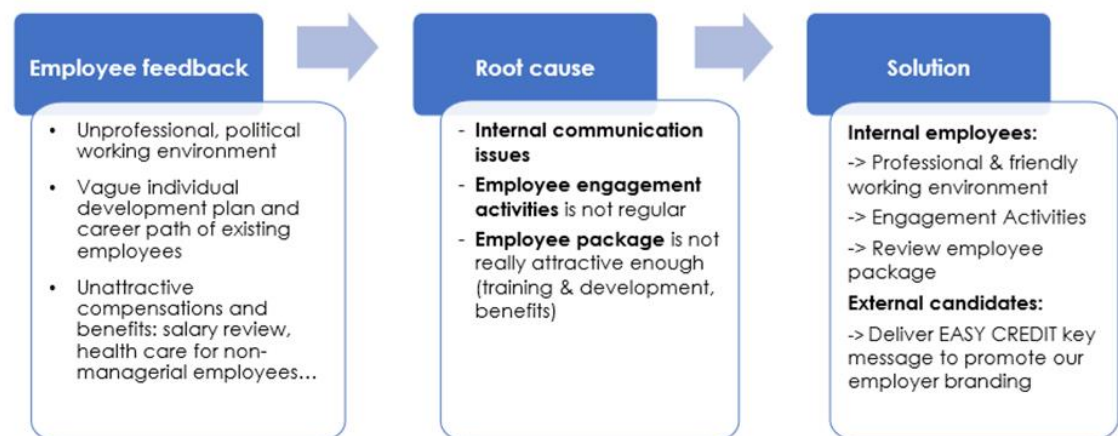 Employee feedback
• Unprofessional, political
working environment
• Vague individual
development plan and
career path of existing
employees
• Unattractive
compensations and
benefits: salary review,
health care for non-
managerial employees…
Root cause
- Internal communication
issues
- Employee engagement
activities is not regular
- Employee package is not
really attractive enough
(training & development,
benefits)
Solution
Internal employees:
-> Professional & friendly
working environment
-> Engagement Activities
-> Review employee
package
External candidates:
-> Deliver EASY CREDIT key
message to promote our
employer branding